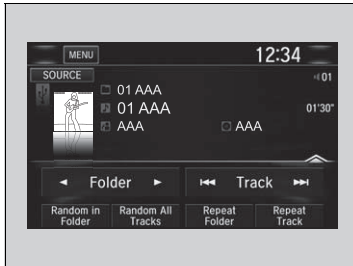 MENU 12:34
SOURCE 01
01 AAA
01 AAA 01'30"
AAA AAA
Folder Track
Random in Folder Random All Tracks Repeat Folder Repeat Track